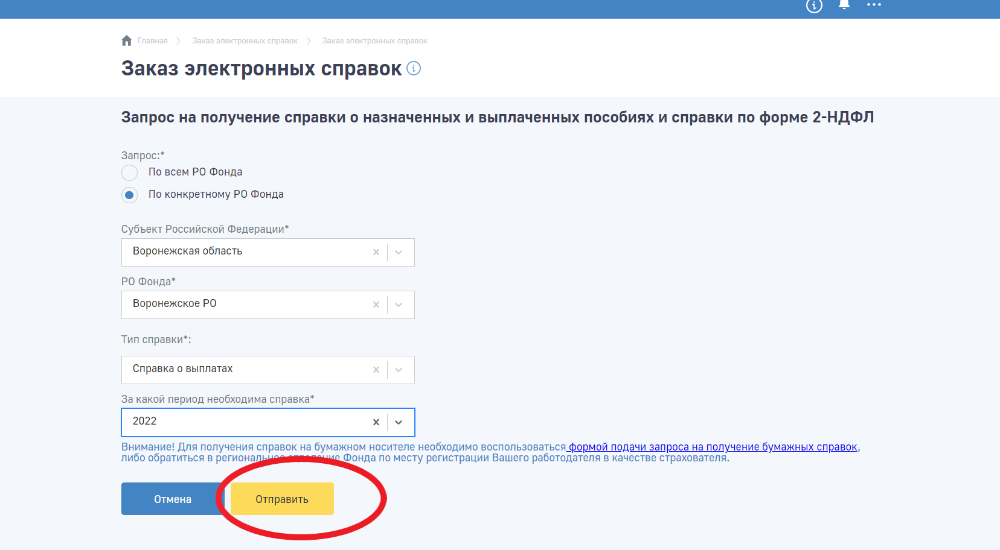 Главная Заказ электронных справок Заказ электронных справок
Заказ электронных справок
Запрос на получение справки о назначенных и выплаченных пособиях и справки по форме 2-НДФЛ
Запрос:*
По всем РО Фонда
По конкретному РО Фонда
Субъект Российской Федерации*
Воронежская область
РО Фонда*
Воронежское РО
Тип справки*:
Справка о выплатах
За какой период необходима справка*
2022
Внимание! Для получения справок на бумажном носителе необходимо воспользоваться формой подачи запроса на получение бумажных справок,
либо обратиться в региональное отделение Фонда по месту регистрации Вашего работодателя в качестве страхователя.
Отмена Отправить